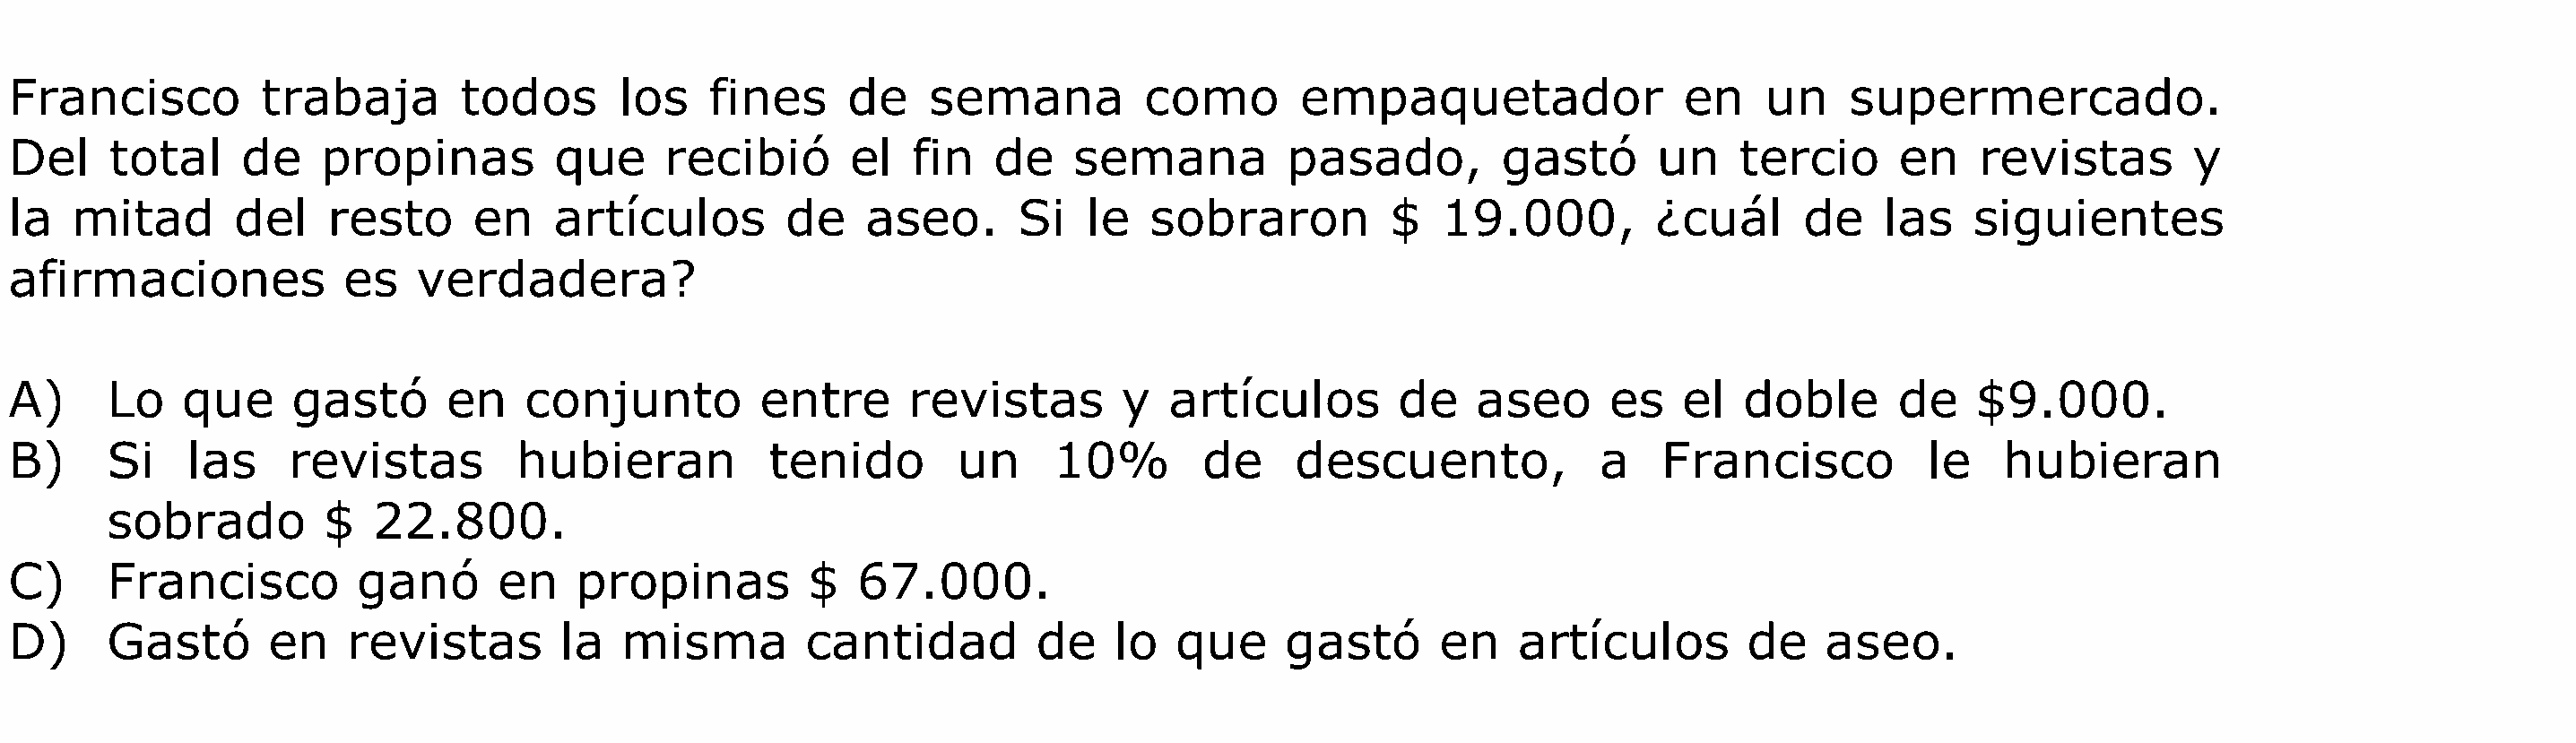 Francisco trabaja todos los fines de semana como empaquetador en un supermercado.
Del total de propinas que recibió el fin de semana pasado, gastó un tercio en revistas y
la mitad del resto en artículos de aseo. Si le sobraron $ 19.000, ¿cuál de las siguientes
afirmaciones es verdadera?
A) Lo que gastó en conjunto entre revistas y artículos de aseo es el doble de $9.000.
B) Si las revistas hubieran tenido un 10% de descuento, a Francisco le hubieran
sobrado $ 22.800.
C) Francisco ganó en propinas $ 67.000.
D) Gastó en revistas la misma cantidad de lo que gastó en artículos de aseo.